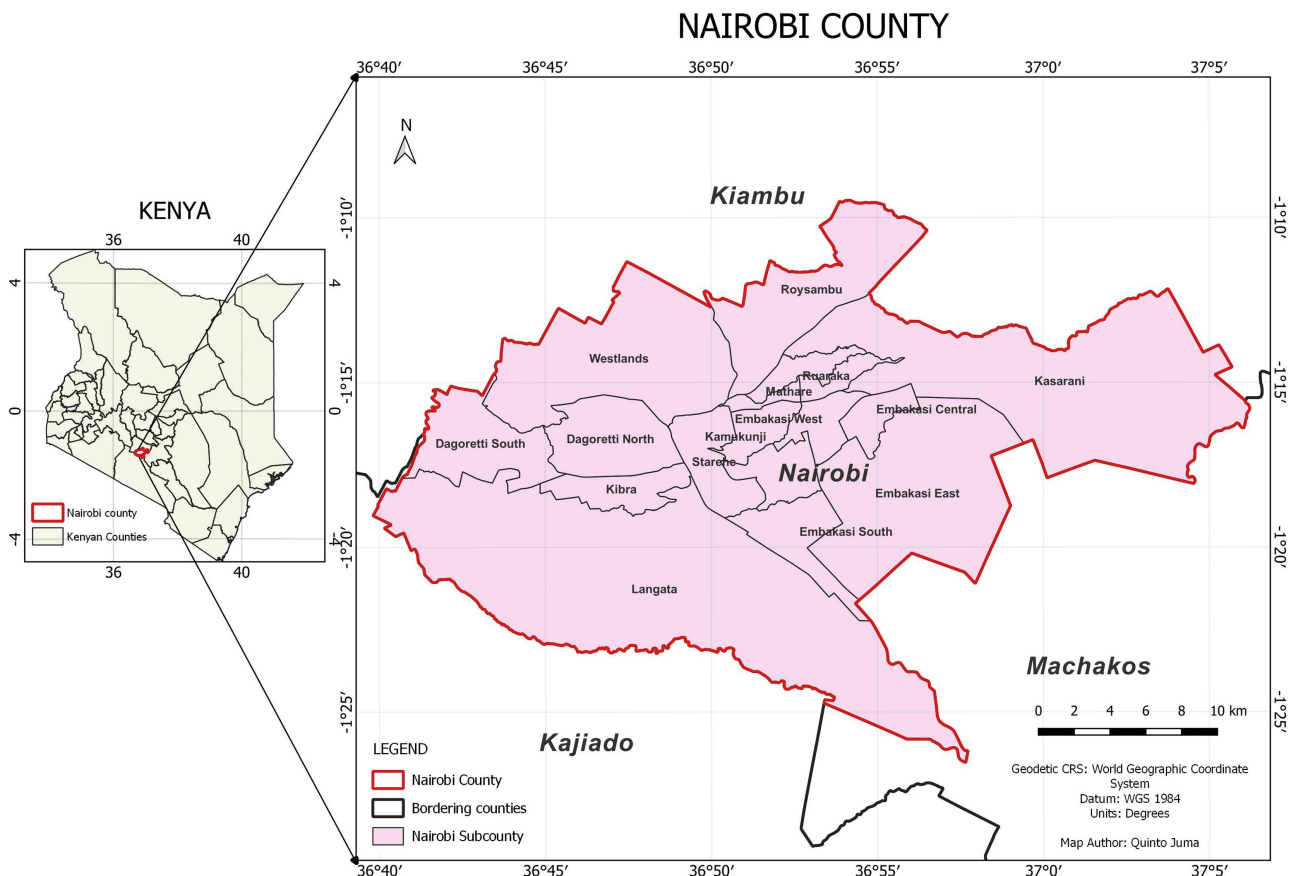 NAIROBI COUNTY
36°40′ 36°45′ 36°50′ 36°55′ 37°0′ 37°5′
N
Kiambu
-1°10′ -1°10′
KENYA
36 40
4 4
Roysambu
Westlands
Ruaraka
Kasarani
-1°15′ -1°15′
Mathare
Embakasi Central
0 0
Embakasi West
Kamukunji
Dagoretti South Dagoretti North
Starehe
Nairobi
Kibra
Embakasi East
Nairobi county
Kenyan Counties
Embakasi South
-4 -4
-1°20′ -1°20′
36 40
Langata
Machakos
-1°25′ -1°25′
0 2 4 6 8 10 km
Kajiado
LEGEND
Nairobi County
Bordering counties
Nairobi Subcounty
Geodetic CRS: World Geographic Coordinate
System
Datum: WGS 1984
Units: Degrees
Map Author: Quinto Juma
36°40′ 36°45′ 36°50′ 36°55′ 37°0′ 37°5′